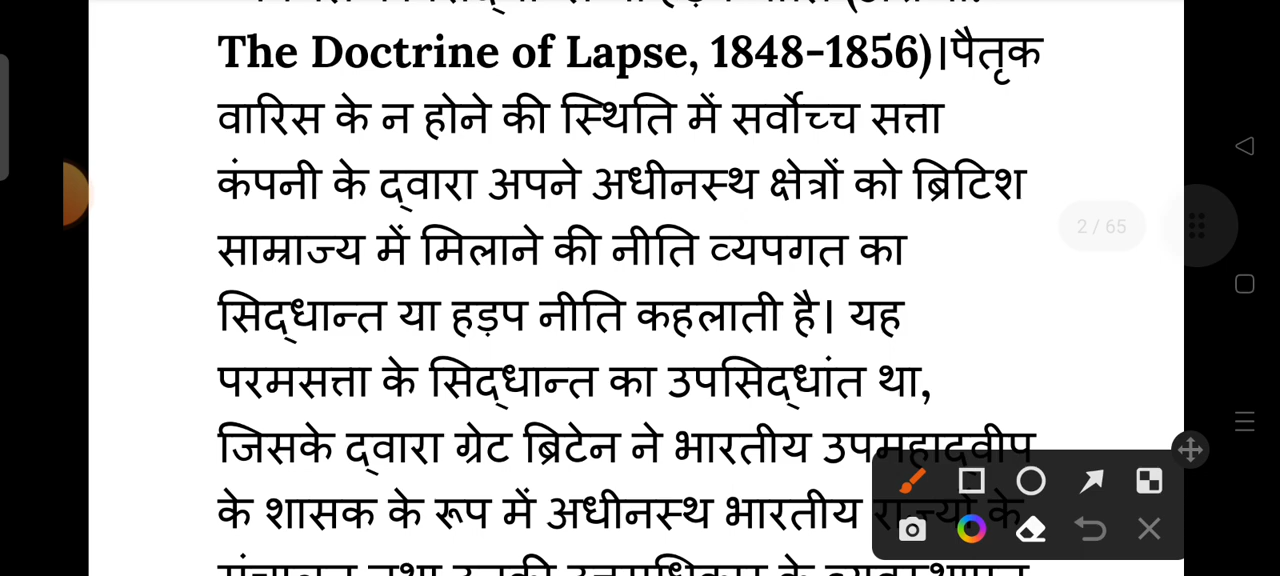 The Doctrine of Lapse, 1848-1856)।पैतृक
वारिस के न होने की स्थिति में सर्वोच्च सत्ता
कंपनी के द्वारा अपने अधीनस्थ क्षेत्रों को ब्रिटिश
साम्राज्य में मिलाने की नीति व्यपगत का
सिद्धान्त या हड़प नीति कहलाती है। यह
परमसत्ता के सिद्धान्त का उपसिद्धांत था,
जिसके द्वारा ग्रेट ब्रिटेन ने भारतीय उपमहाद्वीप
के शासक के रूप में अधीनस्थ भारतीय राज्यों के
2 / 65